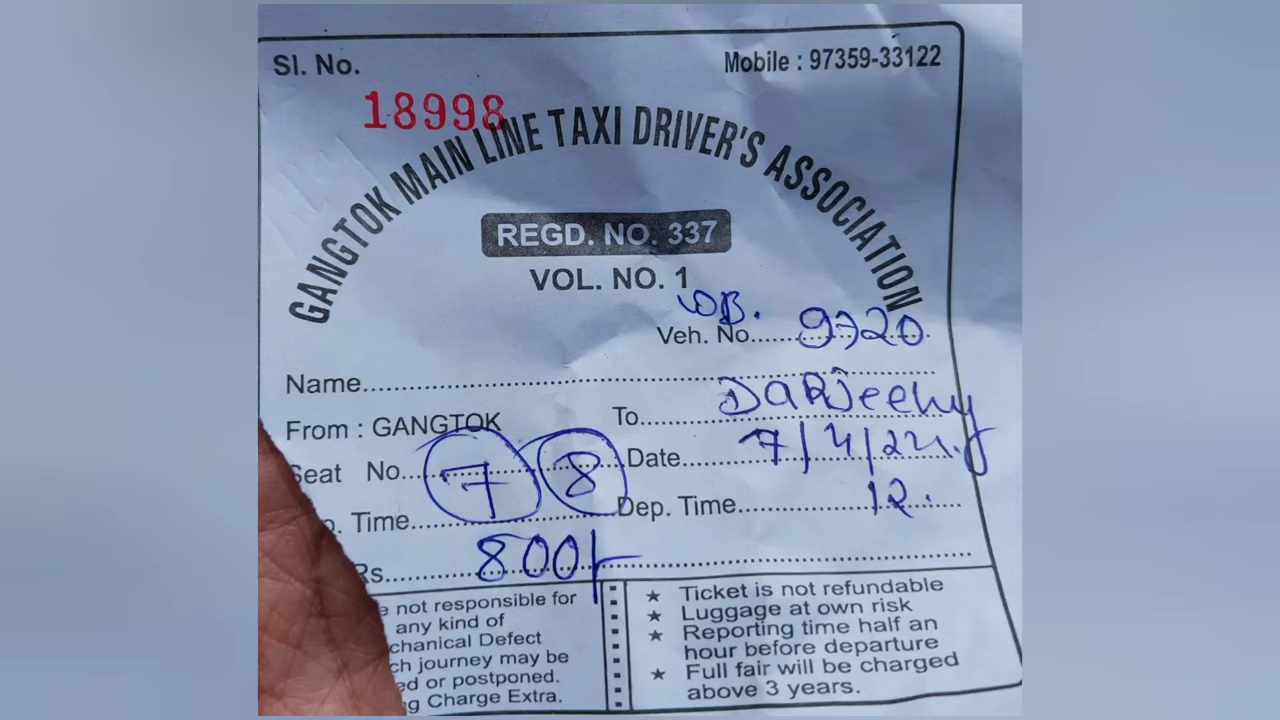 Sl. No.
Mobile : 97359-33122
18998
GANGTOK MAIN LINE TAXI DRIVER'S ASSOCIATION
REGD. NO. 337
VOL. NO. 1
WB.
Veh. No. 9720
Name
From : GANGTOK To DARJeeliny
Seat No. 7 8 Date 7/4/24
p. Time Dep. Time 12.
Rs. 800/-
e not responsible for
any kind of
chanical Defect
ch journey may be
ed or postponed.
g Charge Extra.
★ Ticket is not refundable
★ Luggage at own risk
★ Reporting time half an
hour before departure
★ Full fair will be charged
above 3 years.